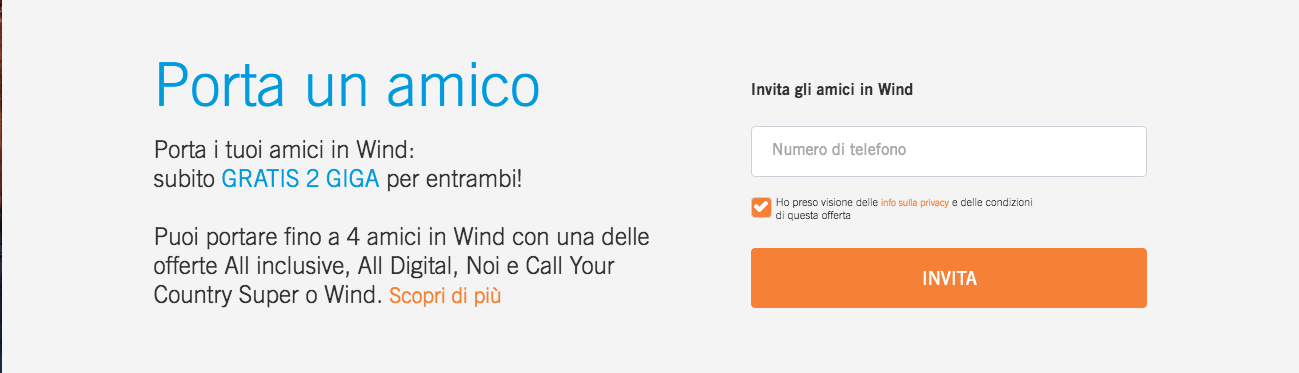 Porta un amico
Porta i tuoi amici in Wind:
subito GRATIS 2 GIGA per entrambi!
Puoi portare fino a 4 amici in Wind con una delle
offerte All inclusive, All Digital, Noi e Call Your
Country Super o Wind. Scopri di più
Invita gli amici in Wind
Numero di telefono
Ho preso visione delle info sulla privacy e delle condizioni
di questa offerta
INVITA